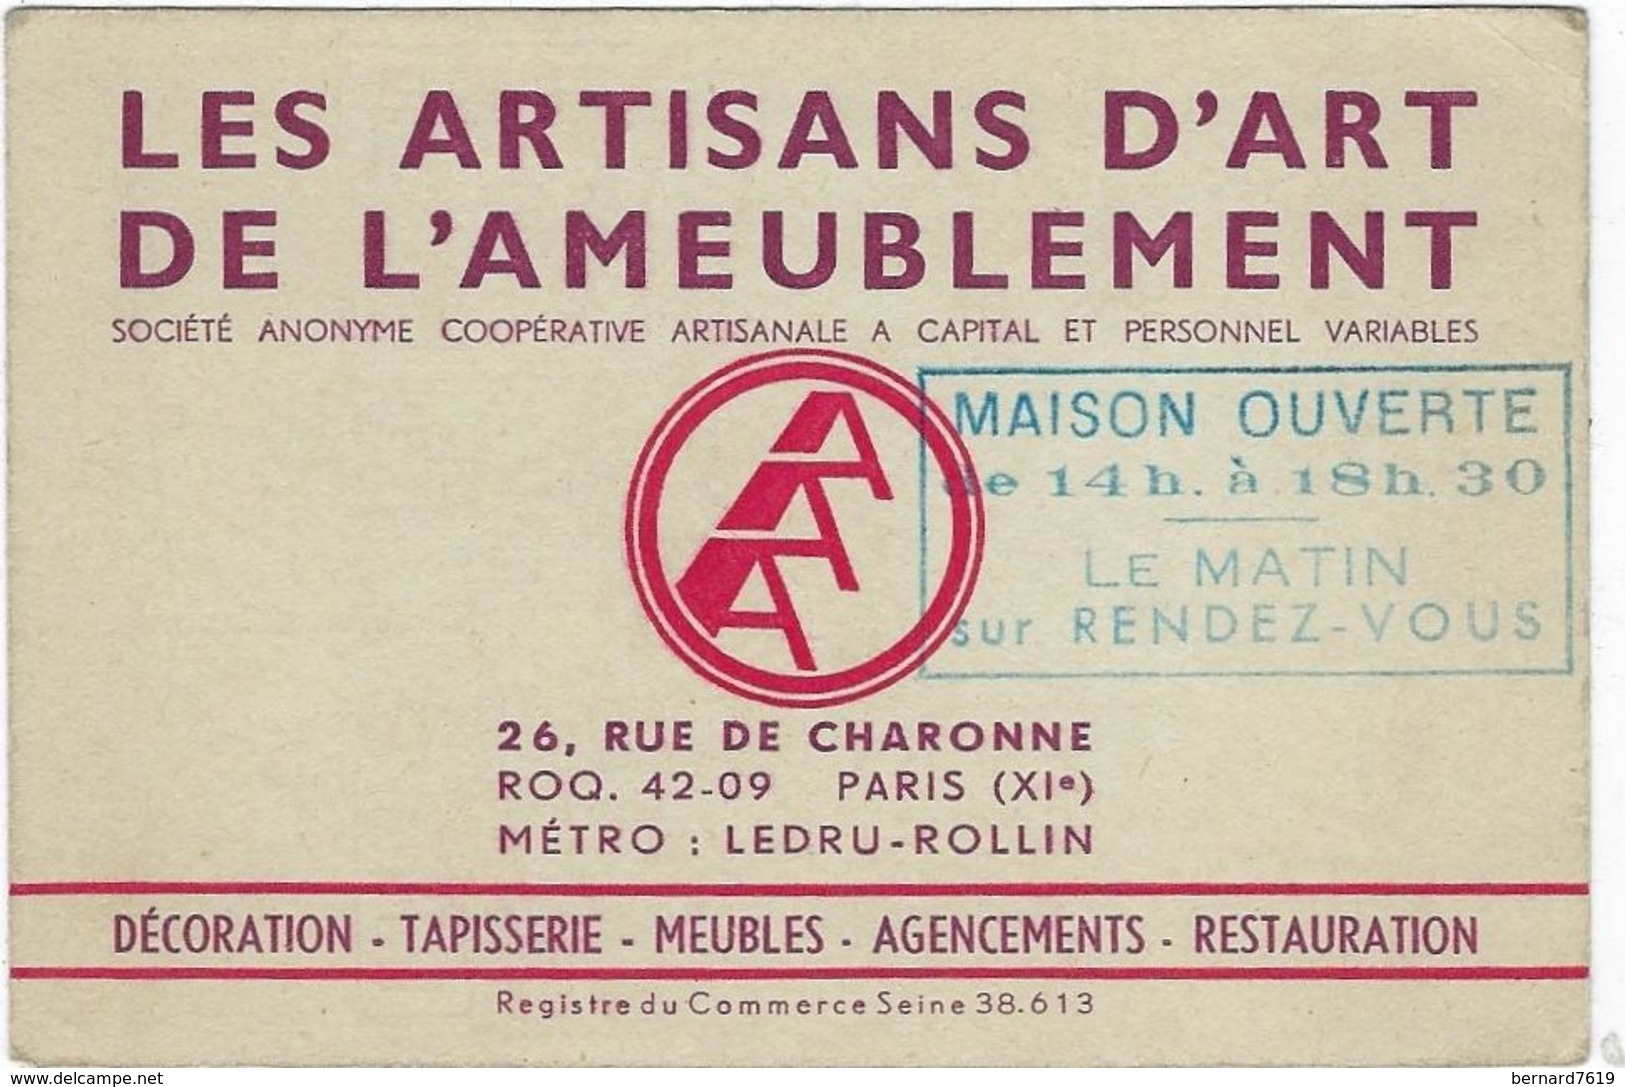 LES ARTISANS D'ART
DE L'AMEUBLEMENT
SOCIÉTÉ ANONYME COOPÉRATIVE ARTISANALE A CAPITAL ET PERSONNEL VARIABLES
AAA
MAISON OUVERTE
de 14h. à 18h. 30
LE MATIN
sur RENDEZ-VOUS
26, RUE DE CHARONNE
ROQ. 42-09 PARIS (XIe)
MÉTRO : LEDRU-ROLLIN
DÉCORATION - TAPISSERIE - MEUBLES - AGENCEMENTS - RESTAURATION
Registre du Commerce Seine 38.613
www.delcampe.net
bernard7619